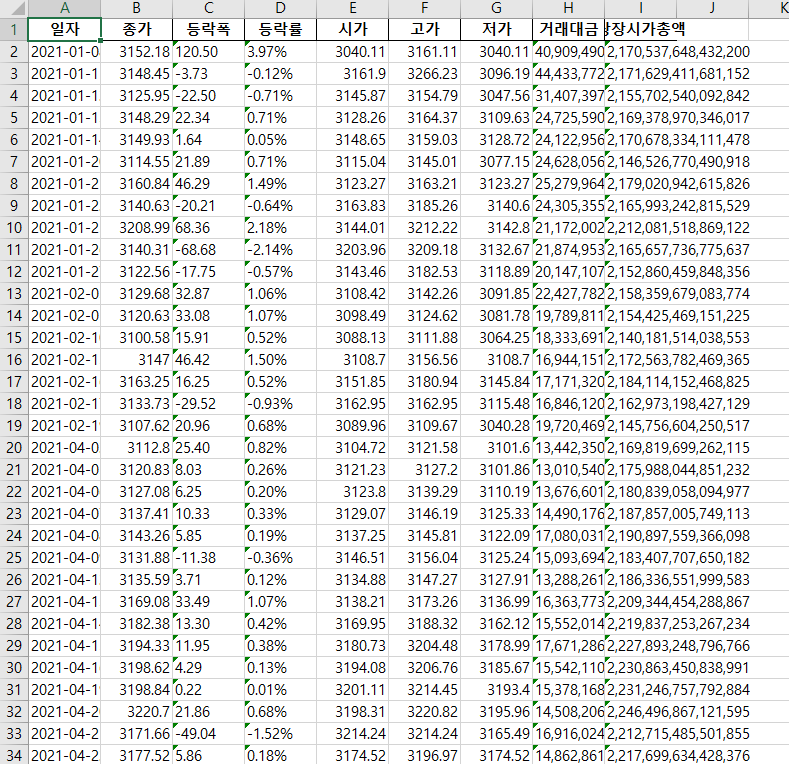 A B C D E F G H I J K
1 일자 종가 등락폭 등락률 시가 고가 저가 거래대금 장시가총액
2 2021-01-0 3152.18 120.50 3.97% 3040.11 3161.11 3040.11 40,909,490 2,170,537,648,432,200
3 2021-01-1 3148.45 -3.73 -0.12% 3161.9 3266.23 3096.19 44,433,772 2,171,629,411,681,152
4 2021-01-1 3125.95 -22.50 -0.71% 3145.87 3154.79 3047.56 31,407,397 2,155,702,540,092,842
5 2021-01-1 3148.29 22.34 0.71% 3128.26 3164.37 3109.63 24,725,590 2,169,378,970,346,017
6 2021-01-1 3149.93 1.64 0.05% 3148.65 3159.03 3128.72 24,122,956 2,170,678,334,111,478
7 2021-01-2 3114.55 21.89 0.71% 3115.04 3145.01 3077.15 24,628,056 2,146,526,770,490,918
8 2021-01-2 3160.84 46.29 1.49% 3123.27 3163.21 3123.27 25,279,964 2,179,020,942,615,826
9 2021-01-2 3140.63 -20.21 -0.64% 3163.83 3185.26 3140.6 24,305,355 2,165,993,242,815,529
10 2021-01-2 3208.99 68.36 2.18% 3144.01 3212.22 3142.8 21,172,002 2,212,081,518,869,122
11 2021-01-2 3140.31 -68.68 -2.14% 3203.96 3209.18 3132.67 21,874,953 2,165,657,736,775,637
12 2021-01-2 3122.56 -17.75 -0.57% 3143.46 3182.53 3118.89 20,147,107 2,152,860,459,848,356
13 2021-02-0 3129.68 32.87 1.06% 3108.42 3142.26 3091.85 22,427,782 2,158,359,679,083,774
14 2021-02-0 3120.63 33.08 1.07% 3098.49 3124.62 3081.78 19,789,811 2,154,425,469,151,225
15 2021-02-1 3100.58 15.91 0.52% 3088.13 3111.88 3064.25 18,333,691 2,140,181,514,038,553
16 2021-02-1 3147 46.42 1.50% 3108.7 3156.56 3108.7 16,944,151 2,172,563,782,469,365
17 2021-02-1 3163.25 16.25 0.52% 3151.85 3180.94 3145.84 17,171,320 2,184,114,152,468,825
18 2021-02-1 3133.73 -29.52 -0.93% 3162.95 3162.95 3115.48 16,846,120 2,162,973,198,427,129
19 2021-02-1 3107.62 20.96 0.68% 3089.96 3109.67 3040.28 19,720,469 2,145,756,604,250,517
20 2021-04-0 3112.8 25.40 0.82% 3104.72 3121.58 3101.6 13,442,350 2,169,819,699,262,115
21 2021-04-0 3120.83 8.03 0.26% 3121.23 3127.2 3101.86 13,010,540 2,175,988,044,851,232
22 2021-04-0 3127.08 6.25 0.20% 3123.8 3139.29 3110.19 13,676,601 2,180,839,058,094,977
23 2021-04-0 3137.41 10.33 0.33% 3129.07 3146.19 3125.33 14,490,176 2,187,857,005,749,113
24 2021-04-0 3143.26 5.85 0.19% 3137.25 3145.81 3122.09 17,080,031 2,190,897,559,366,098
25 2021-04-0 3131.88 -11.38 -0.36% 3146.51 3156.04 3125.24 15,093,694 2,183,407,707,650,182
26 2021-04-1 3135.59 3.71 0.12% 3134.88 3147.27 3127.91 13,288,261 2,186,336,551,999,583
27 2021-04-1 3169.08 33.49 1.07% 3138.21 3173.26 3136.99 16,363,773 2,209,344,454,288,867
28 2021-04-1 3182.38 13.30 0.42% 3169.95 3188.32 3162.12 15,552,014 2,219,837,253,267,234
29 2021-04-1 3194.33 11.95 0.38% 3180.73 3204.48 3178.99 17,671,286 2,227,893,248,796,766
30 2021-04-1 3198.62 4.29 0.13% 3194.08 3206.76 3185.67 15,542,110 2,230,863,450,838,991
31 2021-04-1 3198.84 0.22 0.01% 3201.11 3214.45 3193.4 15,378,168 2,231,246,757,792,884
32 2021-04-2 3220.7 21.86 0.68% 3198.31 3220.82 3195.96 14,508,206 2,246,496,867,121,595
33 2021-04-2 3171.66 -49.04 -1.52% 3214.24 3214.24 3165.49 16,916,024 2,212,715,485,501,855
34 2021-04-2 3177.52 5.86 0.18% 3174.52 3196.97 3174.52 14,862,861 2,217,699,634,428,376